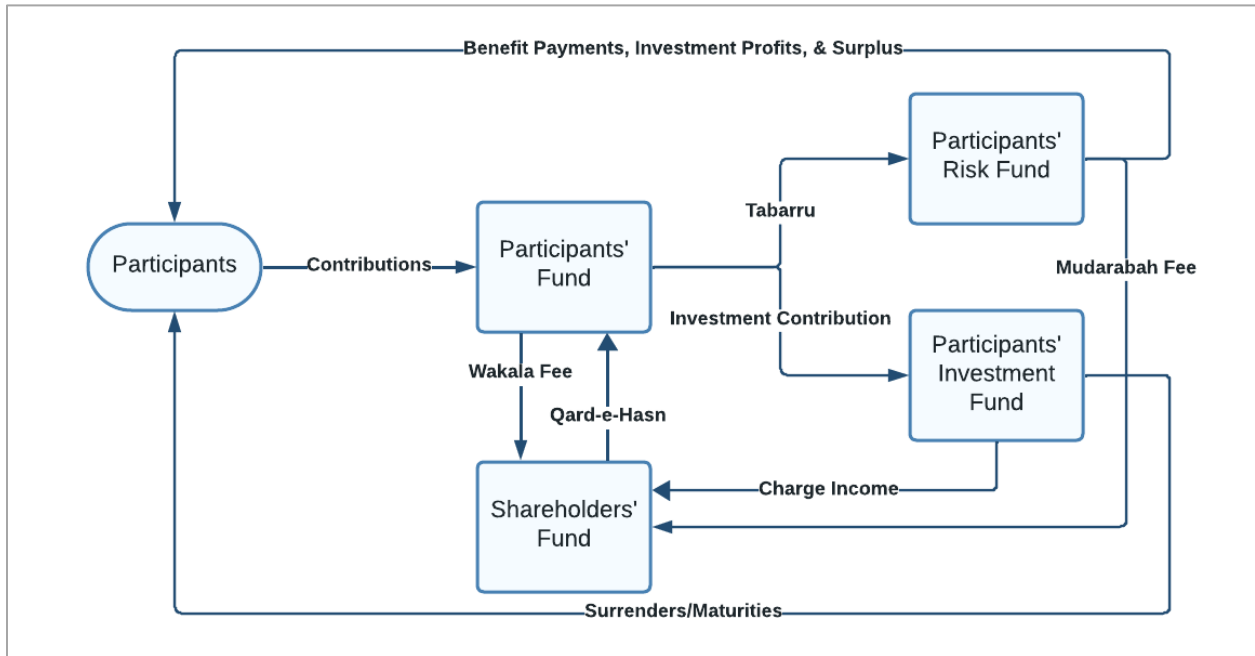 Benefit Payments, Investment Profits, & Surplus
Participants'
Risk Fund
Tabarru
Participants
Contributions
Participants'
Fund
Mudarabah Fee
Investment Contribution
Participants'
Investment
Fund
Wakala Fee
Qard-e-Hasn
Charge Income
Shareholders'
Fund
Surrenders/Maturities